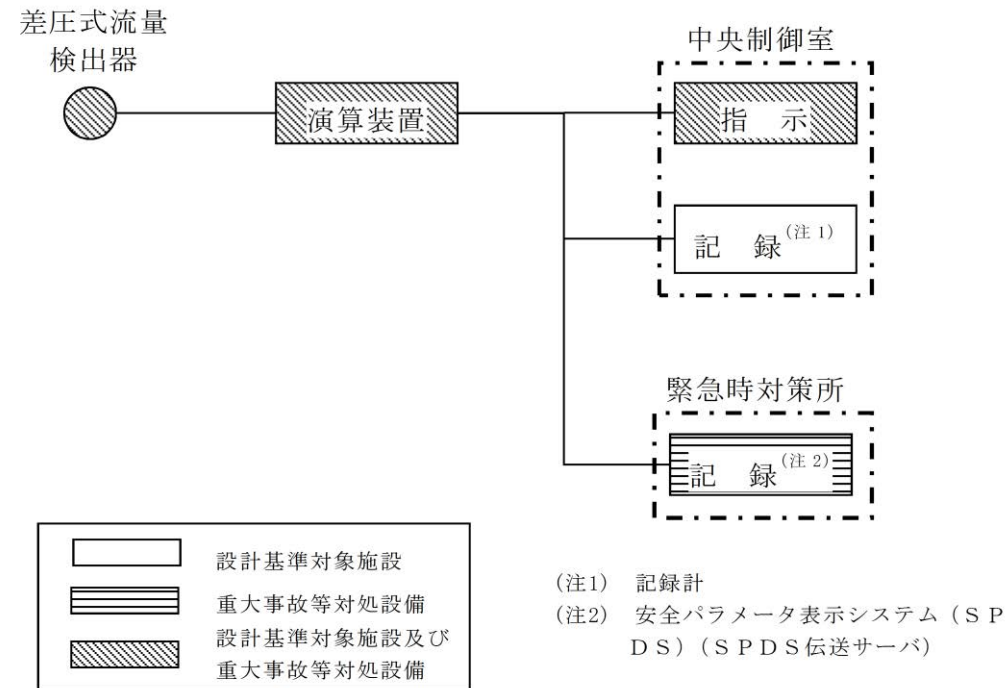 差圧式流量
検出器
演算装置
中央制御室
指　示
記　録(注1)
緊急時対策所
記　録(注2)
設計基準対象施設
重大事故等対処設備
設計基準対象施設及び
重大事故等対処設備
(注1)　記録計
(注2)　安全パラメータ表示システム（ＳＰ
ＤＳ）（ＳＰＤＳ伝送サーバ）